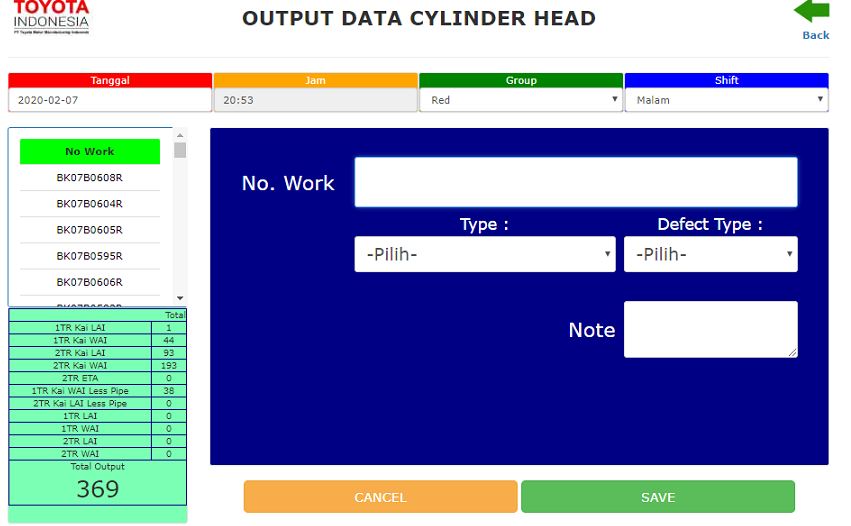 TOYOTA
INDONESIA
PT Toyota Motor Manufacturing Indonesia
OUTPUT DATA CYLINDER HEAD
Back
Tanggal Jam Group Shift
2020-02-07 20:53 Red Malam
No Work
BK07B0608R
BK07B0604R
BK07B0605R
BK07B0595R
BK07B0606R
No. Work
Type : Defect Type :
-Pilih- -Pilih-
Note
Total
1TR Kai LAI 1
1TR Kai WAI 44
2TR Kai LAI 93
2TR Kai WAI 193
2TR ETA 0
1TR Kai WAI Less Pipe 38
2TR Kai LAI Less Pipe 0
1TR LAI 0
1TR WAI 0
2TR LAI 0
2TR WAI 0
Total Output
369
CANCEL SAVE